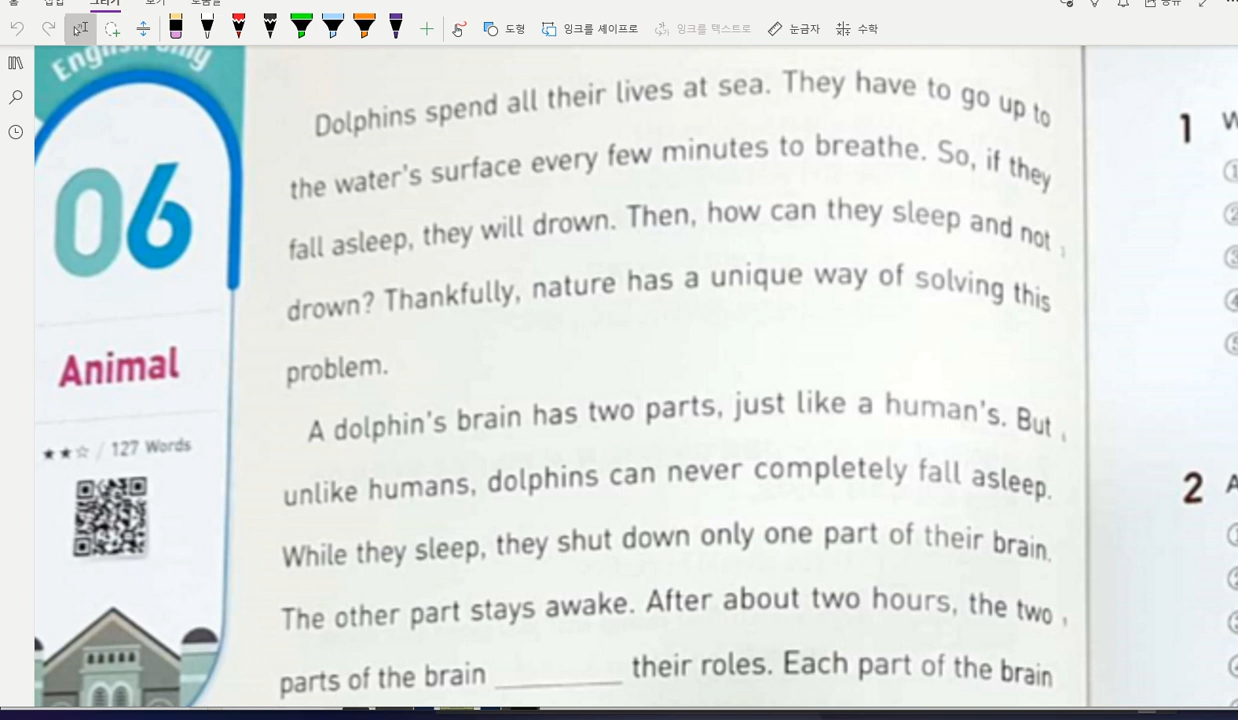 도형
잉크를 셰이프로
잉크를 텍스트로
눈금자
수학
English Only
06
Animal
★★☆ / 127 Words
Dolphins spend all their lives at sea. They have to go up to
the water's surface every few minutes to breathe. So, if they
fall asleep, they will drown. Then, how can they sleep and not
drown? Thankfully, nature has a unique way of solving this
problem.
A dolphin's brain has two parts, just like a human's. But,
unlike humans, dolphins can never completely fall asleep.
While they sleep, they shut down only one part of their brain.
The other part stays awake. After about two hours, the two
parts of the brain ________ their roles. Each part of the brain
1
2